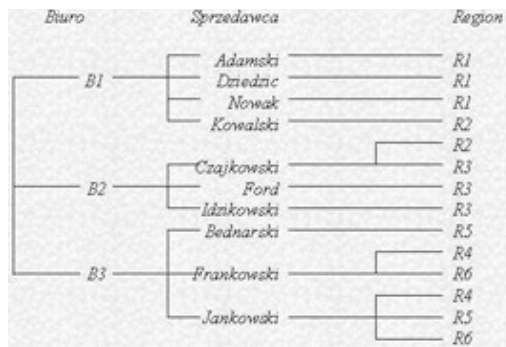 Biuro Sprzedawca Region
Adamski R1
B1 Dziedzic R1
Nowak R1
Kowalski R2
R2
Czajkowski R3
B2 Ford R3
Idzikowski R3
Bednarski R5
R4
B3 Frankowski R6
R4
Jankowski R5
R6